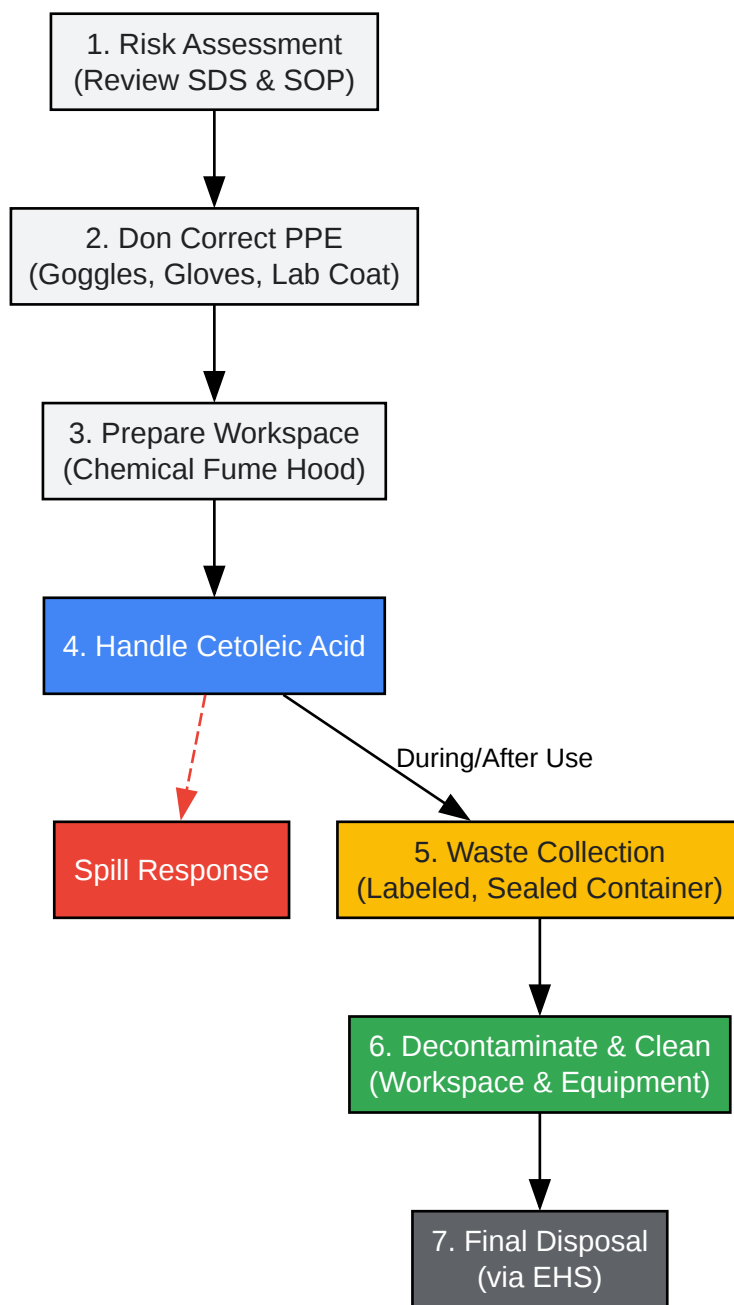 1. Risk Assessment
(Review SDS & SOP)
2. Don Correct PPE
(Goggles, Gloves, Lab Coat)
3. Prepare Workspace
(Chemical Fume Hood)
4. Handle Cetoleic Acid
During/After Use
Spill Response
5. Waste Collection
(Labeled, Sealed Container)
6. Decontaminate & Clean
(Workspace & Equipment)
7. Final Disposal
(via EHS)